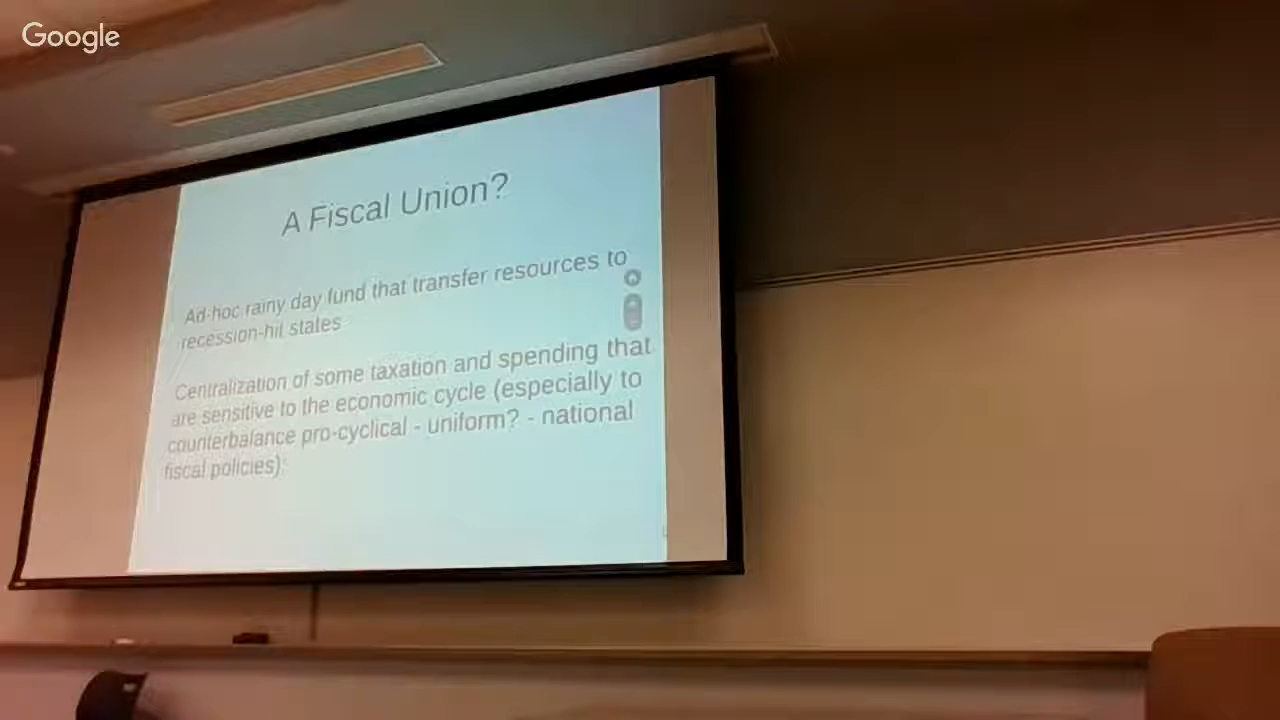 Google
A Fiscal Union?
Ad-hoc rainy day fund that transfer resources to
recession-hit states
Centralization of some taxation and spending that
are sensitive to the economic cycle (especially to
counterbalance pro-cyclical - uniform? - national
fiscal policies);